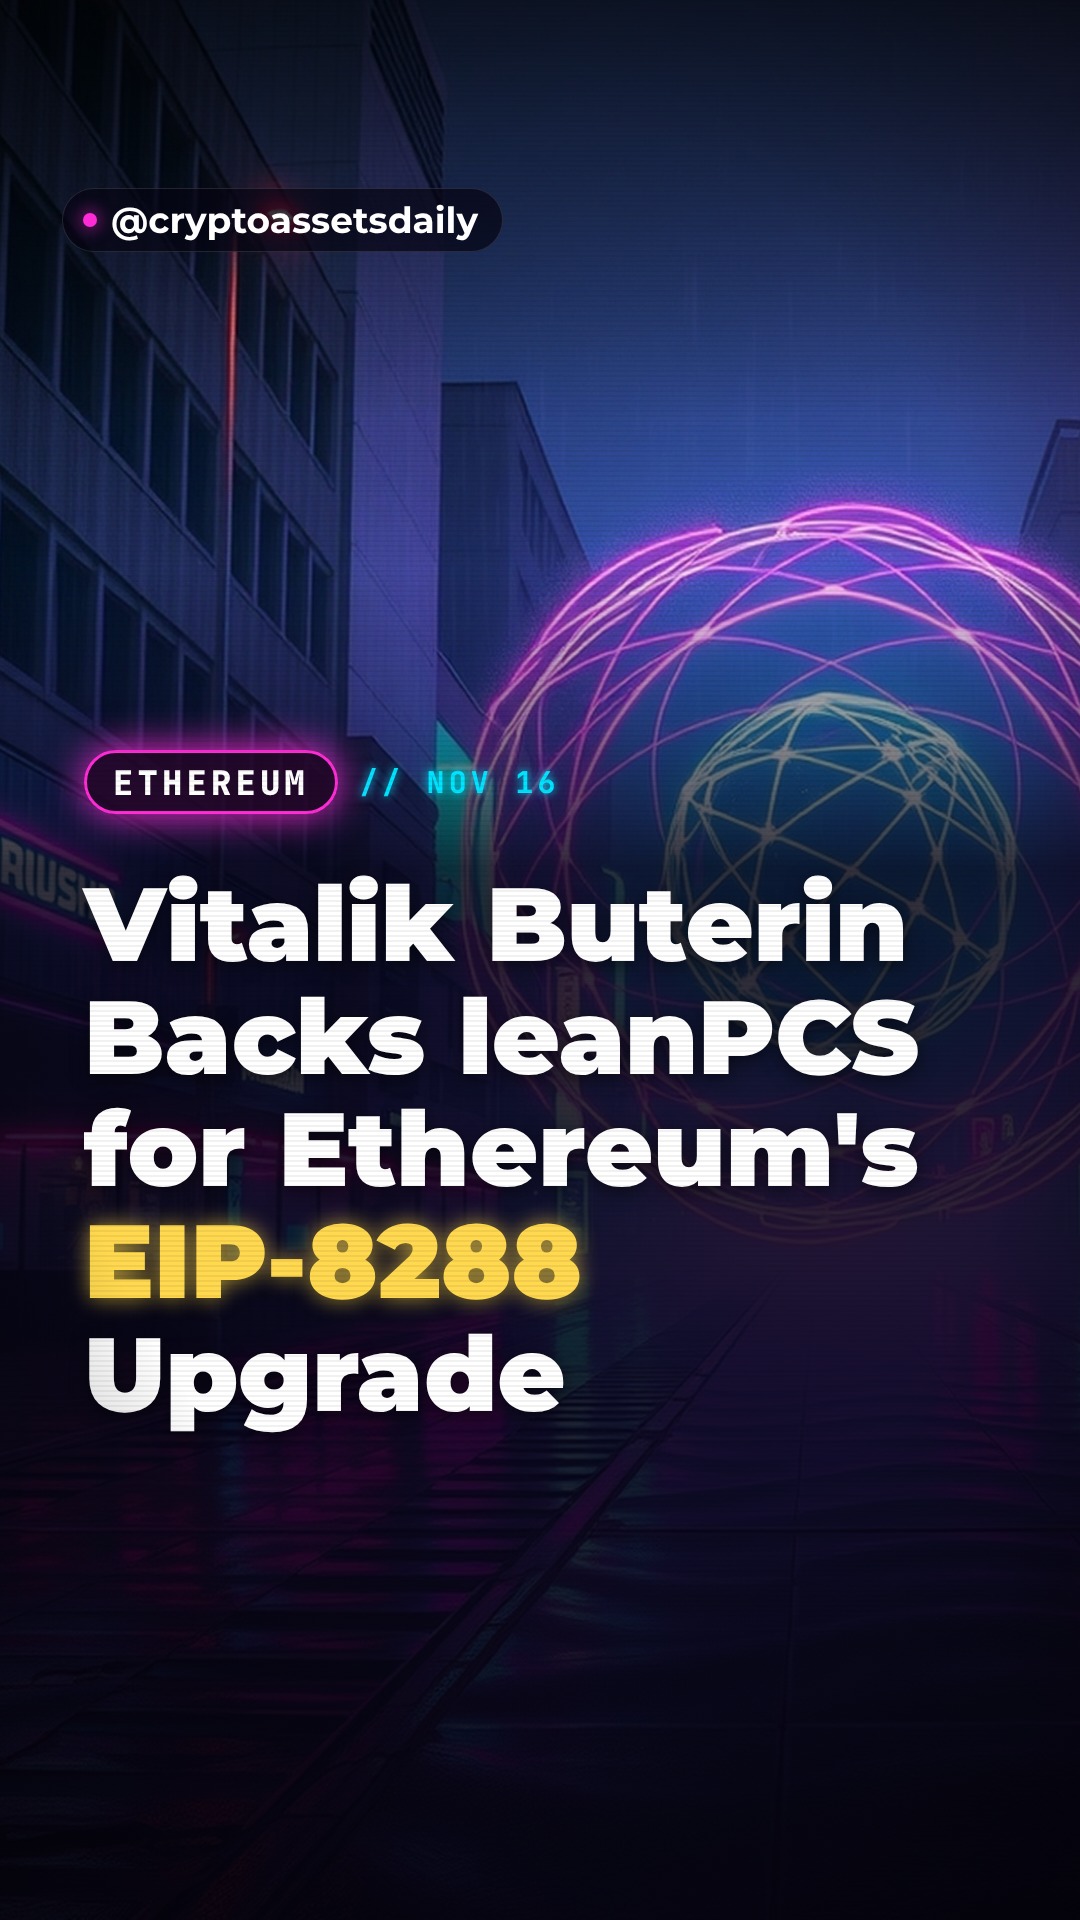 @cryptoassetsdaily
ETHEREUM // NOV 16
Vitalik Buterin
Backs leanPCS
for Ethereum's
EIP-8288
Upgrade